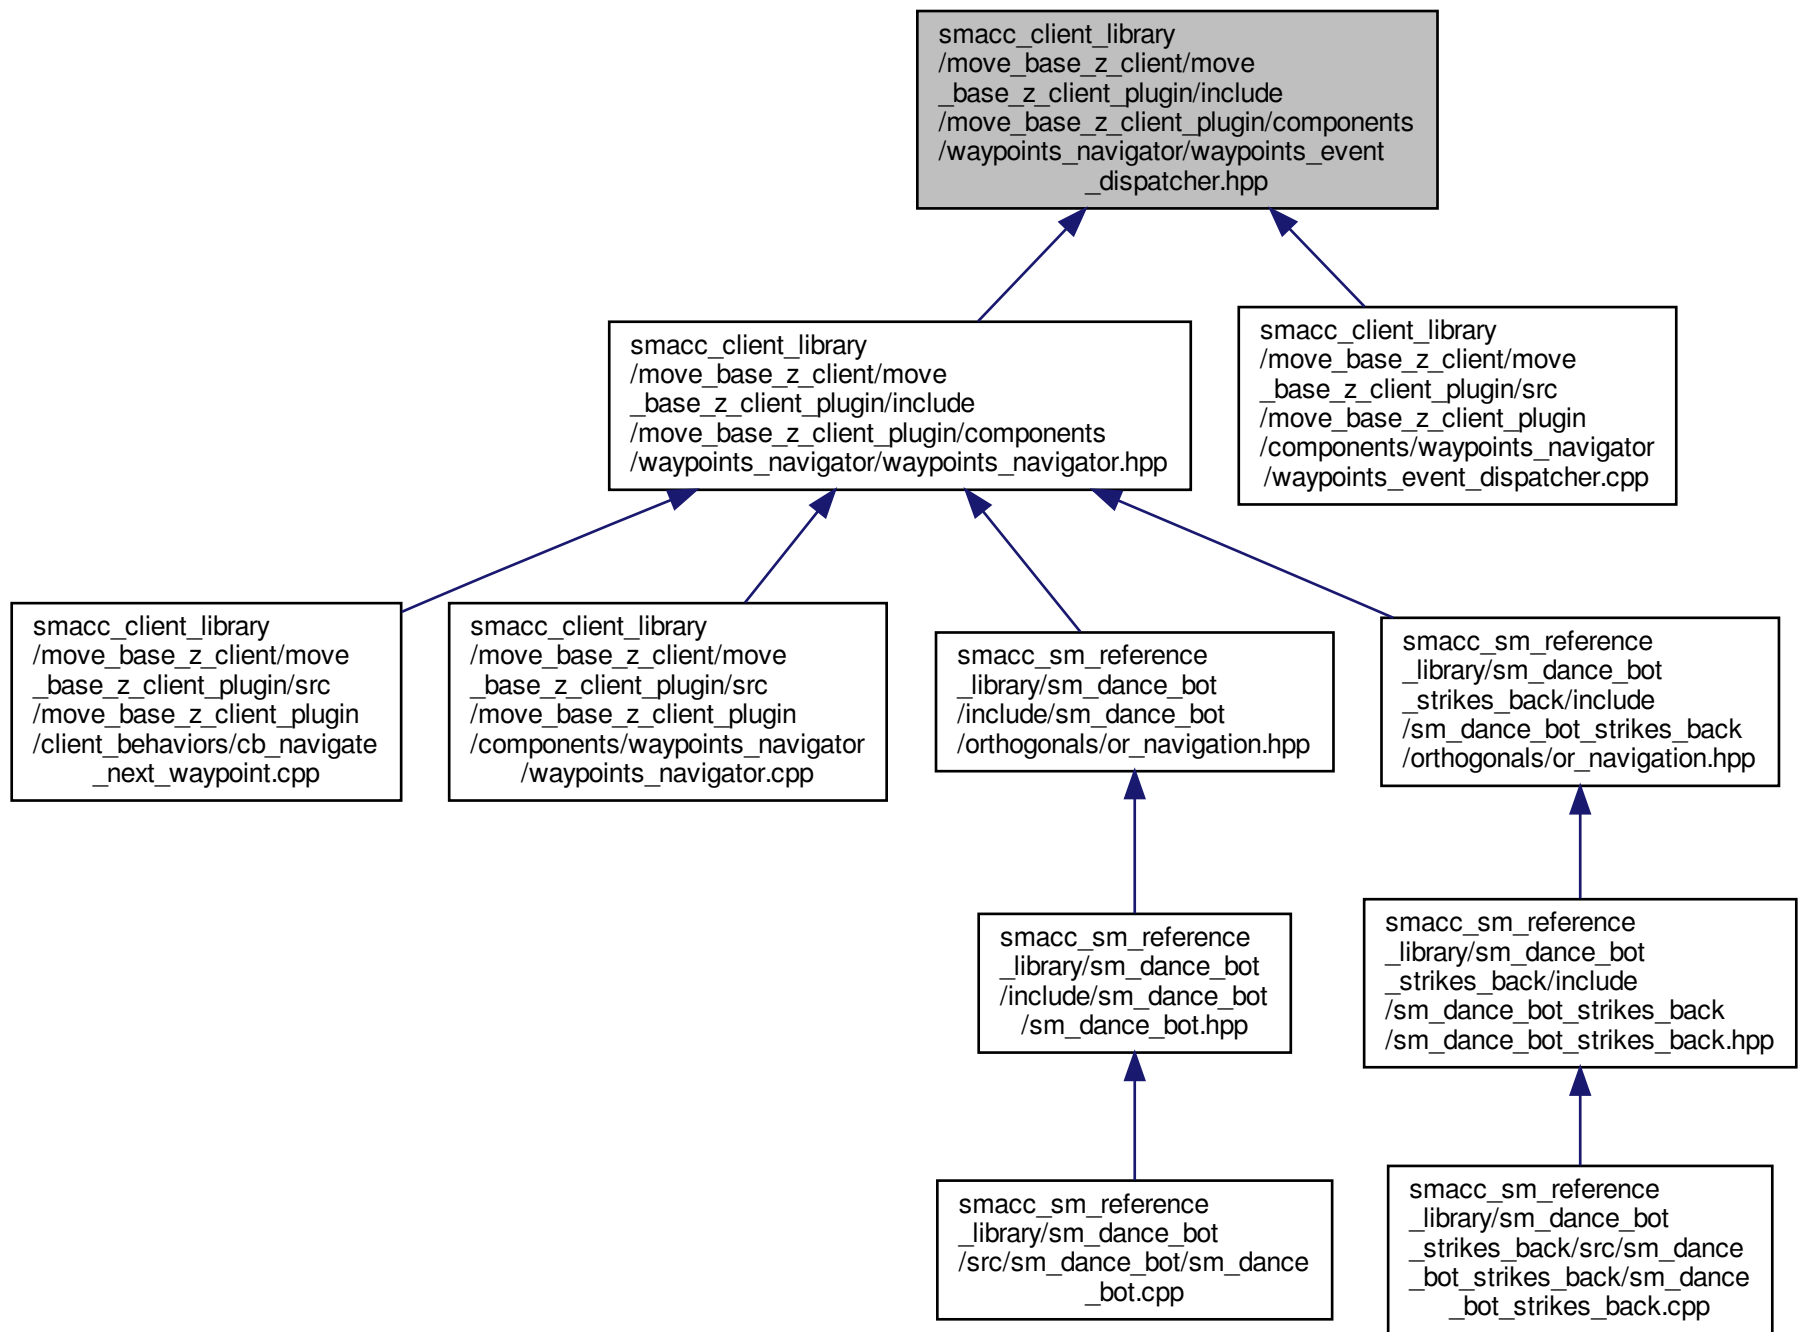 smacc_client_library
/move_base_z_client/move
_base_z_client_plugin/include
/move_base_z_client_plugin/components
/waypoints_navigator/waypoints_event
_dispatcher.hpp
smacc_client_library
/move_base_z_client/move
_base_z_client_plugin/include
/move_base_z_client_plugin/components
/waypoints_navigator/waypoints_navigator.hpp
smacc_client_library
/move_base_z_client/move
_base_z_client_plugin/src
/move_base_z_client_plugin
/components/waypoints_navigator
/waypoints_event_dispatcher.cpp
smacc_client_library
/move_base_z_client/move
_base_z_client_plugin/src
/move_base_z_client_plugin
/client_behaviors/cb_navigate
_next_waypoint.cpp
smacc_client_library
/move_base_z_client/move
_base_z_client_plugin/src
/move_base_z_client_plugin
/components/waypoints_navigator
/waypoints_navigator.cpp
smacc_sm_reference
_library/sm_dance_bot
/include/sm_dance_bot
/orthogonals/or_navigation.hpp
smacc_sm_reference
_library/sm_dance_bot
_strikes_back/include
/sm_dance_bot_strikes_back
/orthogonals/or_navigation.hpp
smacc_sm_reference
_library/sm_dance_bot
/include/sm_dance_bot
/sm_dance_bot.hpp
smacc_sm_reference
_library/sm_dance_bot
_strikes_back/include
/sm_dance_bot_strikes_back
/sm_dance_bot_strikes_back.hpp
smacc_sm_reference
_library/sm_dance_bot
/src/sm_dance_bot/sm_dance
_bot.cpp
smacc_sm_reference
_library/sm_dance_bot
_strikes_back/src/sm_dance
_bot_strikes_back/sm_dance
_bot_strikes_back.cpp